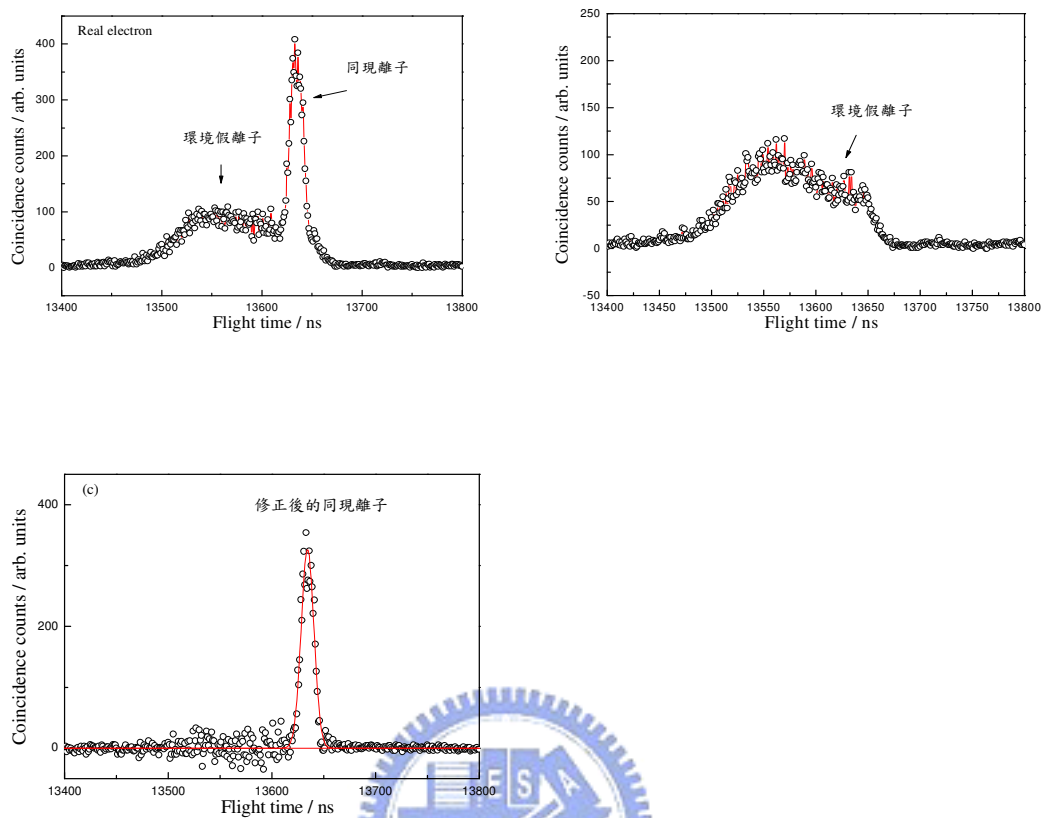 Real electron
同現離子
環境假離子
400
300
200
100
0
Coincidence counts / arb. units
13400 13500 13600 13700 13800
Flight time / ns
環境假離子
250
200
150
100
50
0
-50
Coincidence counts / arb. units
13400 13450 13500 13550 13600 13650 13700 13750 13800
Flight time / ns
(c)
修正後的同現離子
400
200
0
Coincidence counts / arb. units
13400 13500 13600 13700 13800
Flight time / ns
E S A